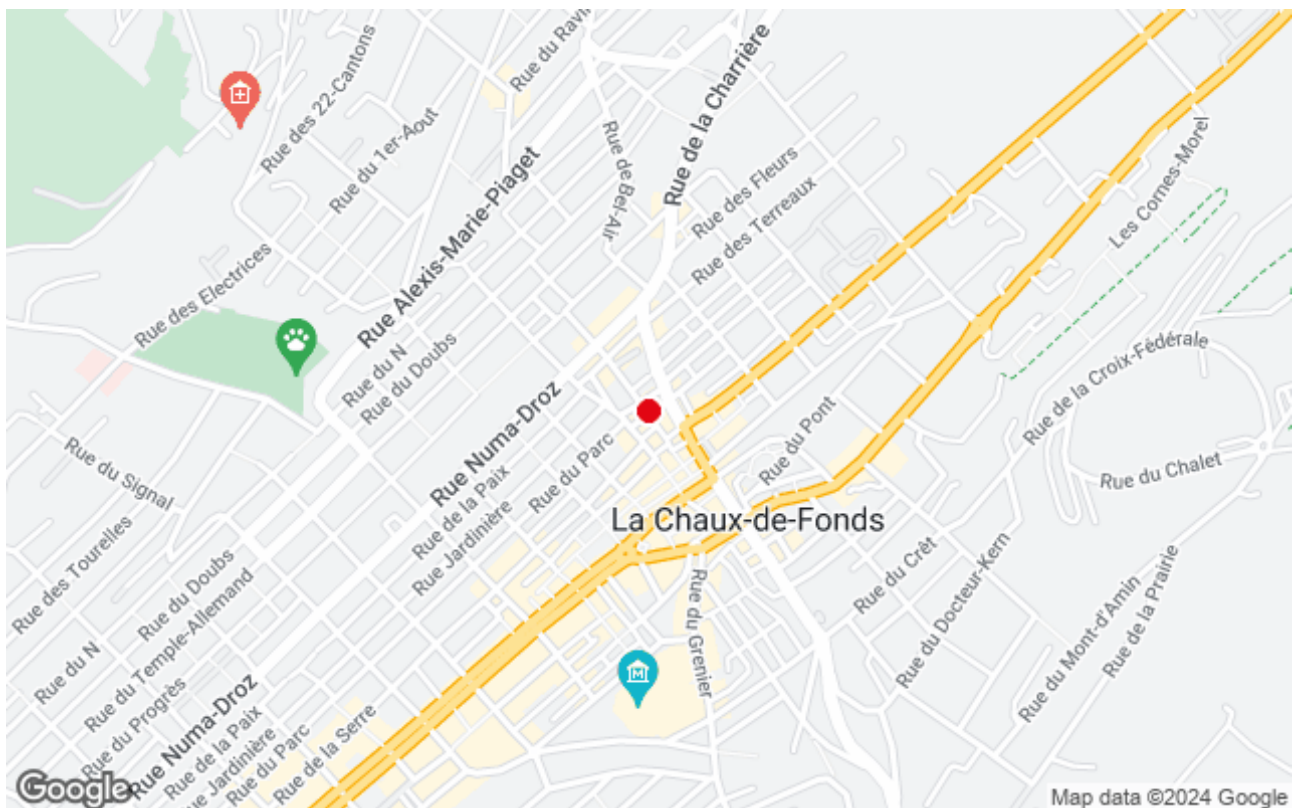 Rue du Ravi
Rue des 22-Cantons
Rue du 1er-Aout
Rue de Bel-Air
Rue de la Charrière
Rue des Fleurs
Rue des Terreaux
Les Cornes-Morel
Rue Alexis-Marie-Piaget
Rue des Electrices
Rue du N
Rue du Doubs
Rue Numa-Droz
Rue du Parc
Rue de la Paix
Rue Jardinière
Rue du Pont
Rue de la Croix-Fédérale
Rue du Chalet
Rue du Signal
Rue des Tourelles
La Chaux-de-Fonds
Rue du Crêt
Rue du Docteur-Kern
Rue du Mont-d'Amin
Rue de la Prairie
Rue du Grenier
Rue du Doubs
Rue du Temple-Allemand
Rue du N
Rue du Progrès
Rue Numa-Droz
Rue de la Paix
Rue Jardinière
Rue du Parc
Rue de la Serre
M
Google
Map data ©2024 Google